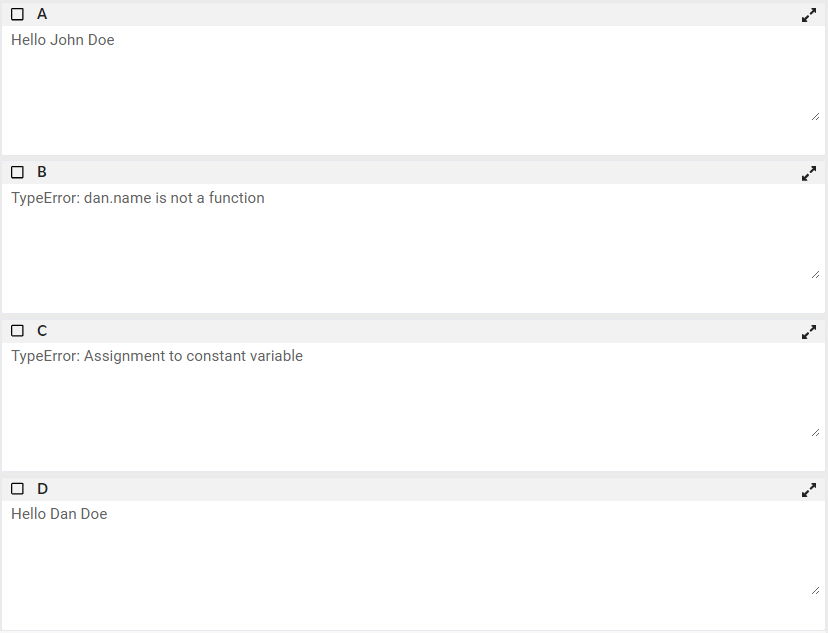 A
Hello John Doe
B
TypeError: dan.name is not a function
C
TypeError: Assignment to constant variable
D
Hello Dan Doe